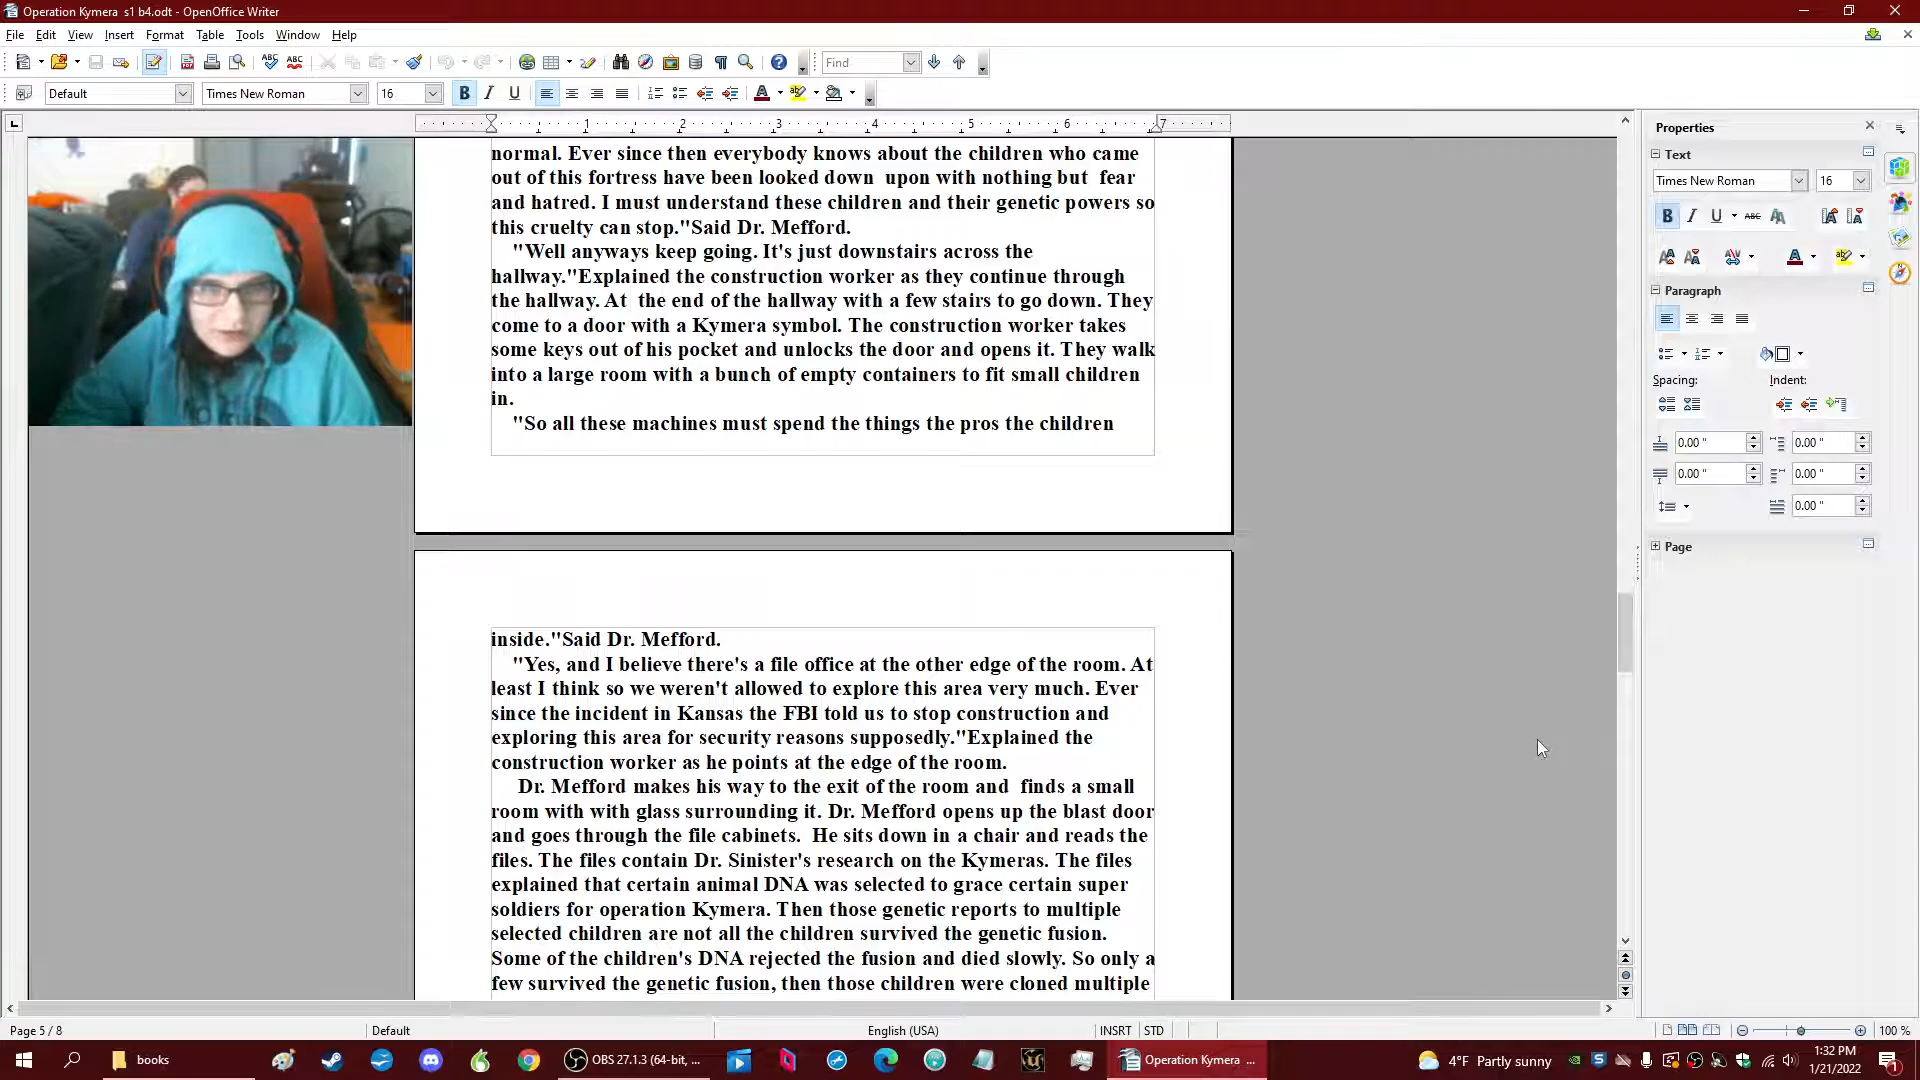 Operation Kymera  s1 b4.odt - OpenOffice Writer
File Edit View Insert Format Table Tools Window Help
Find
Default Times New Roman 16
1 2 3 4 5 6 7
normal. Ever since then everybody knows about the children who came
out of this fortress have been looked down  upon with nothing but  fear
and hatred. I must understand these children and their genetic powers so
this cruelty can stop."Said Dr. Mefford.
"Well anyways keep going. It's just downstairs across the
hallway."Explained the construction worker as they continue through
the hallway. At  the end of the hallway with a few stairs to go down. They
come to a door with a Kymera symbol. The construction worker takes
some keys out of his pocket and unlocks the door and opens it. They walk
into a large room with a bunch of empty containers to fit small children
in.
"So all these machines must spend the things the pros the children
inside."Said Dr. Mefford.
"Yes, and I believe there's a file office at the other edge of the room. At
least I think so we weren't allowed to explore this area very much. Ever
since the incident in Kansas the FBI told us to stop construction and
exploring this area for security reasons supposedly."Explained the
construction worker as he points at the edge of the room.
Dr. Mefford makes his way to the exit of the room and  finds a small
room with with glass surrounding it. Dr. Mefford opens up the blast door
and goes through the file cabinets.  He sits down in a chair and reads the
files. The files contain Dr. Sinister's research on the Kymeras. The files
explained that certain animal DNA was selected to grace certain super
soldiers for operation Kymera. Then those genetic reports to multiple
selected children are not all the children survived the genetic fusion.
Some of the children's DNA rejected the fusion and died slowly. So only a
few survived the genetic fusion, then those children were cloned multiple
Properties
Text
Times New Roman 16
Paragraph
Spacing: Indent:
0.00 " 0.00 "
0.00 " 0.00 "
0.00 "
Page
Page 5 / 8 Default English (USA) INSRT STD 100 %
books
OBS 27.1.3 (64-bit, ...
Operation Kymera ...
4°F Partly sunny
1:32 PM
1/21/2022